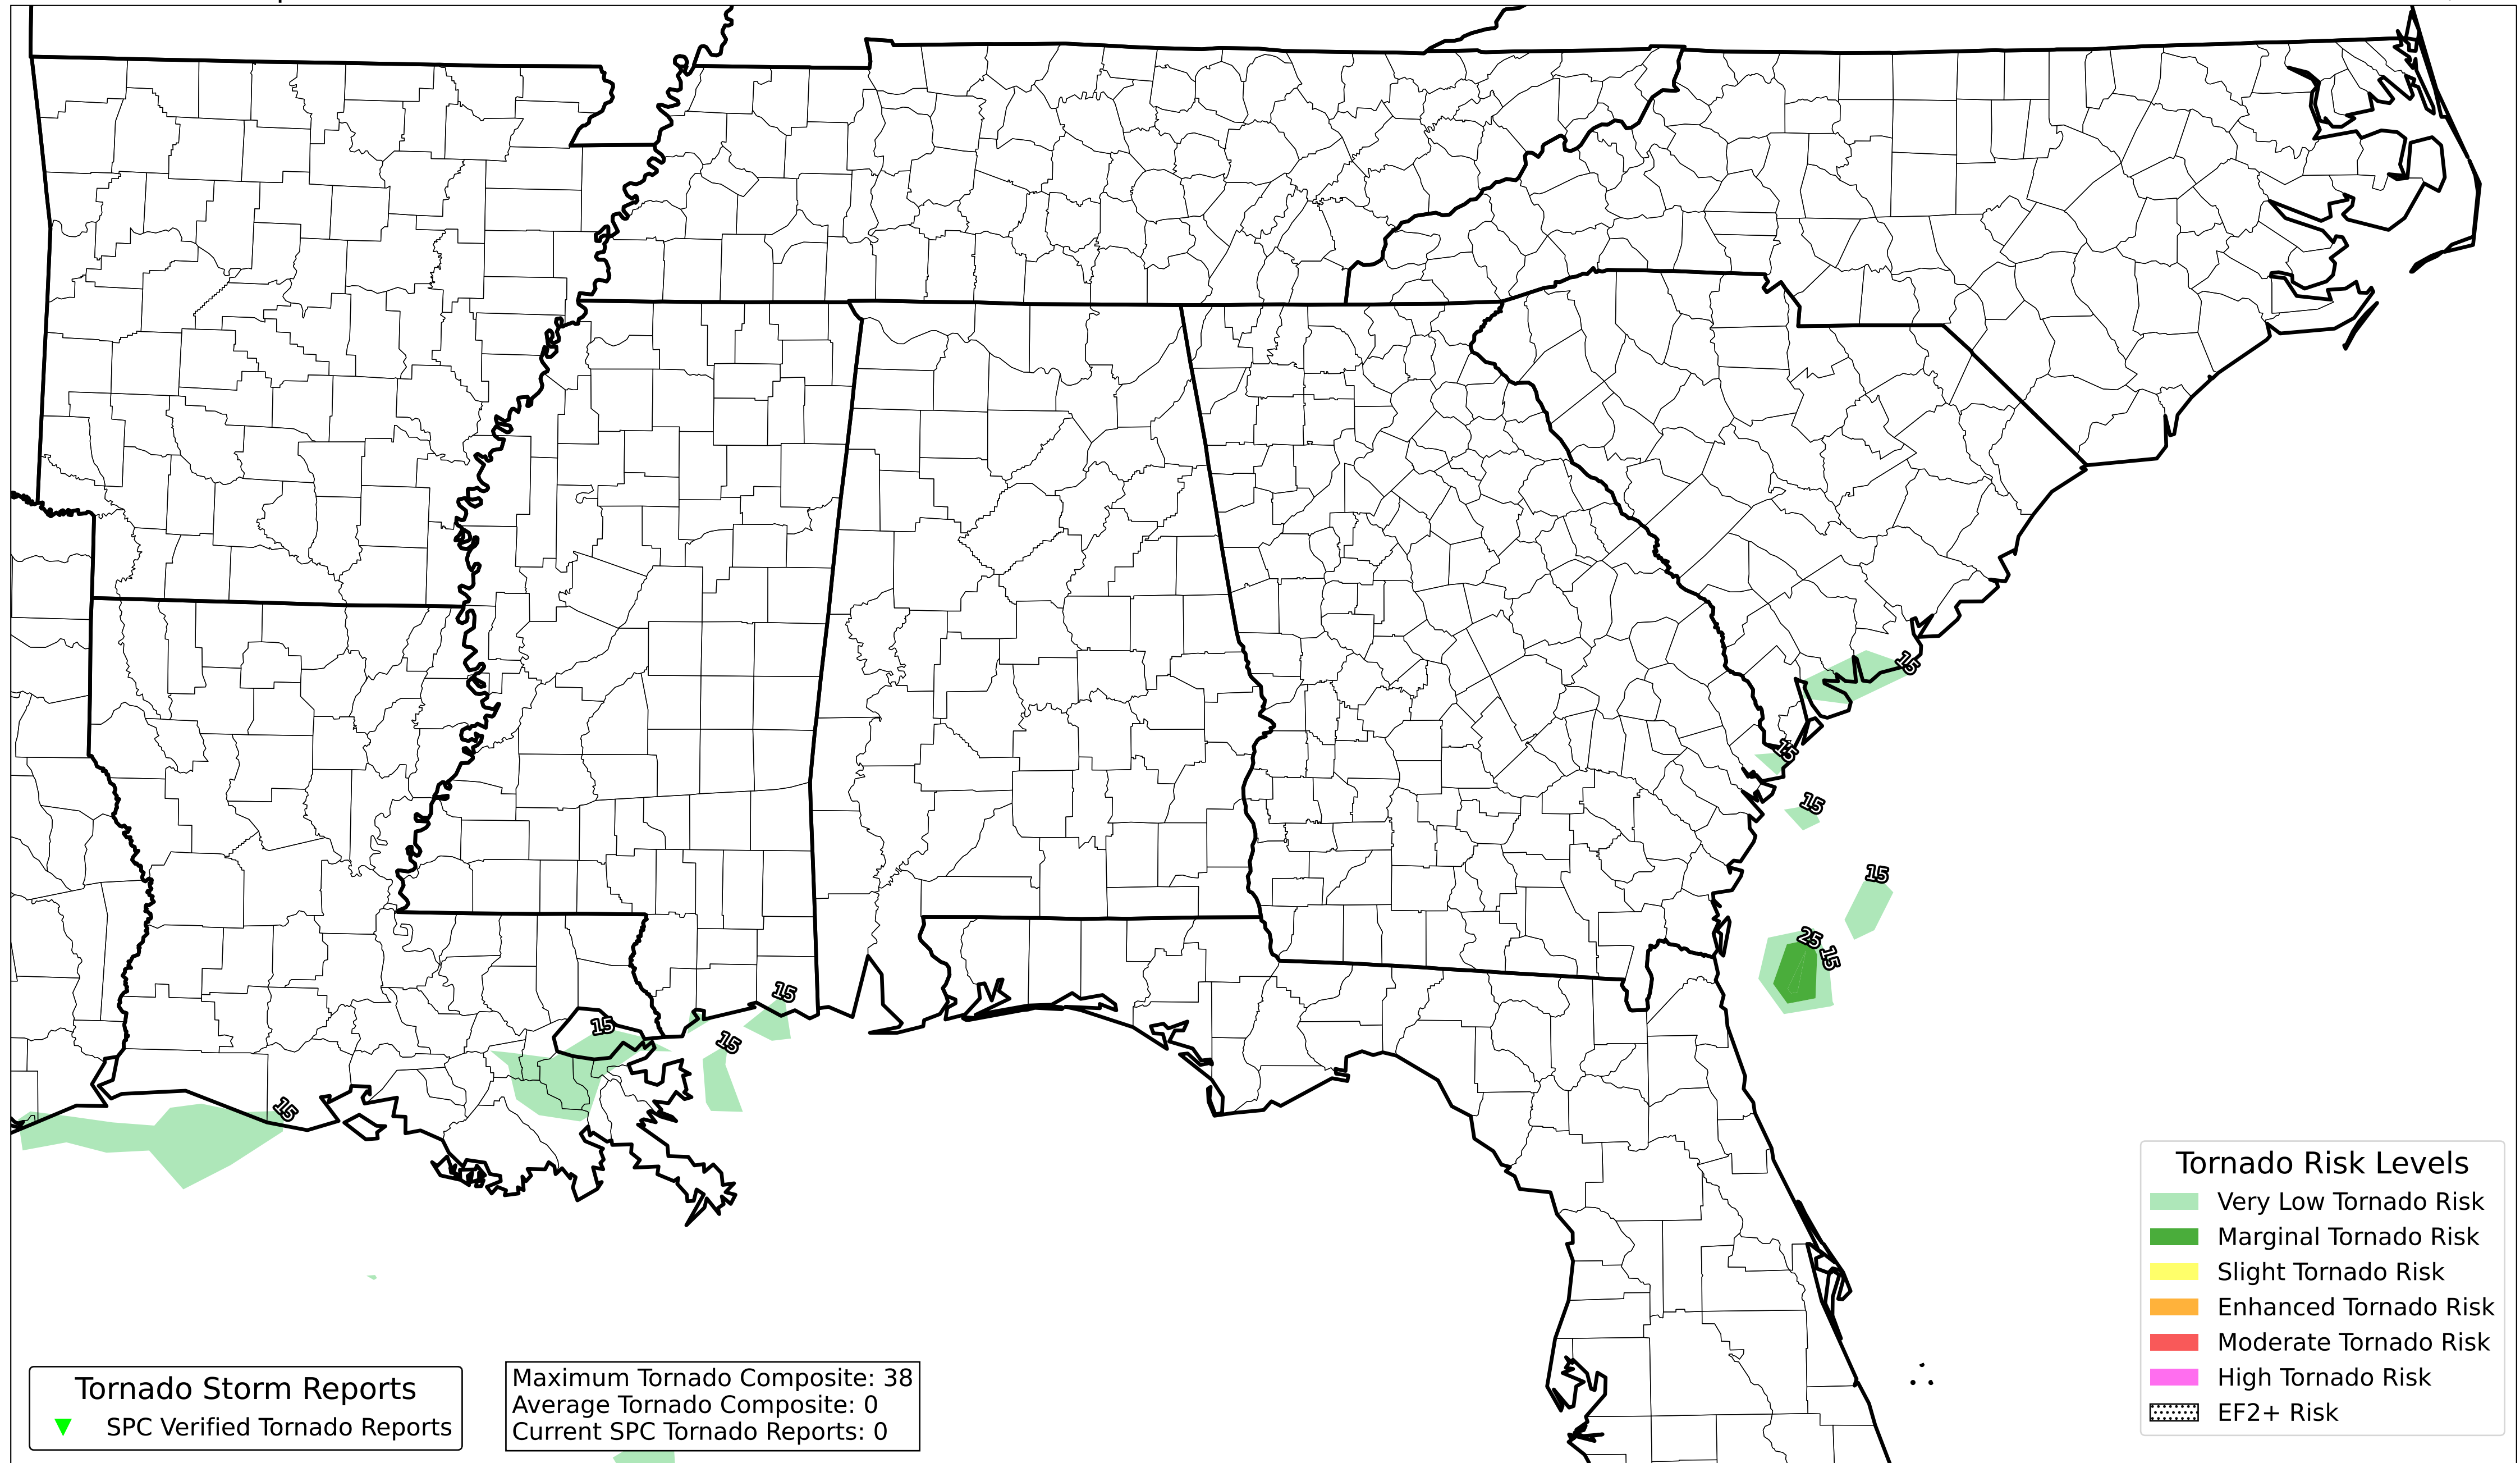 15
15
15
15
25
15
15
15
15
15
Tornado Risk Levels
Very Low Tornado Risk
Marginal Tornado Risk
Slight Tornado Risk
Enhanced Tornado Risk
Moderate Tornado Risk
High Tornado Risk
EF2+ Risk
Tornado Storm Reports
SPC Verified Tornado Reports
Maximum Tornado Composite: 38
Average Tornado Composite: 0
Current SPC Tornado Reports: 0